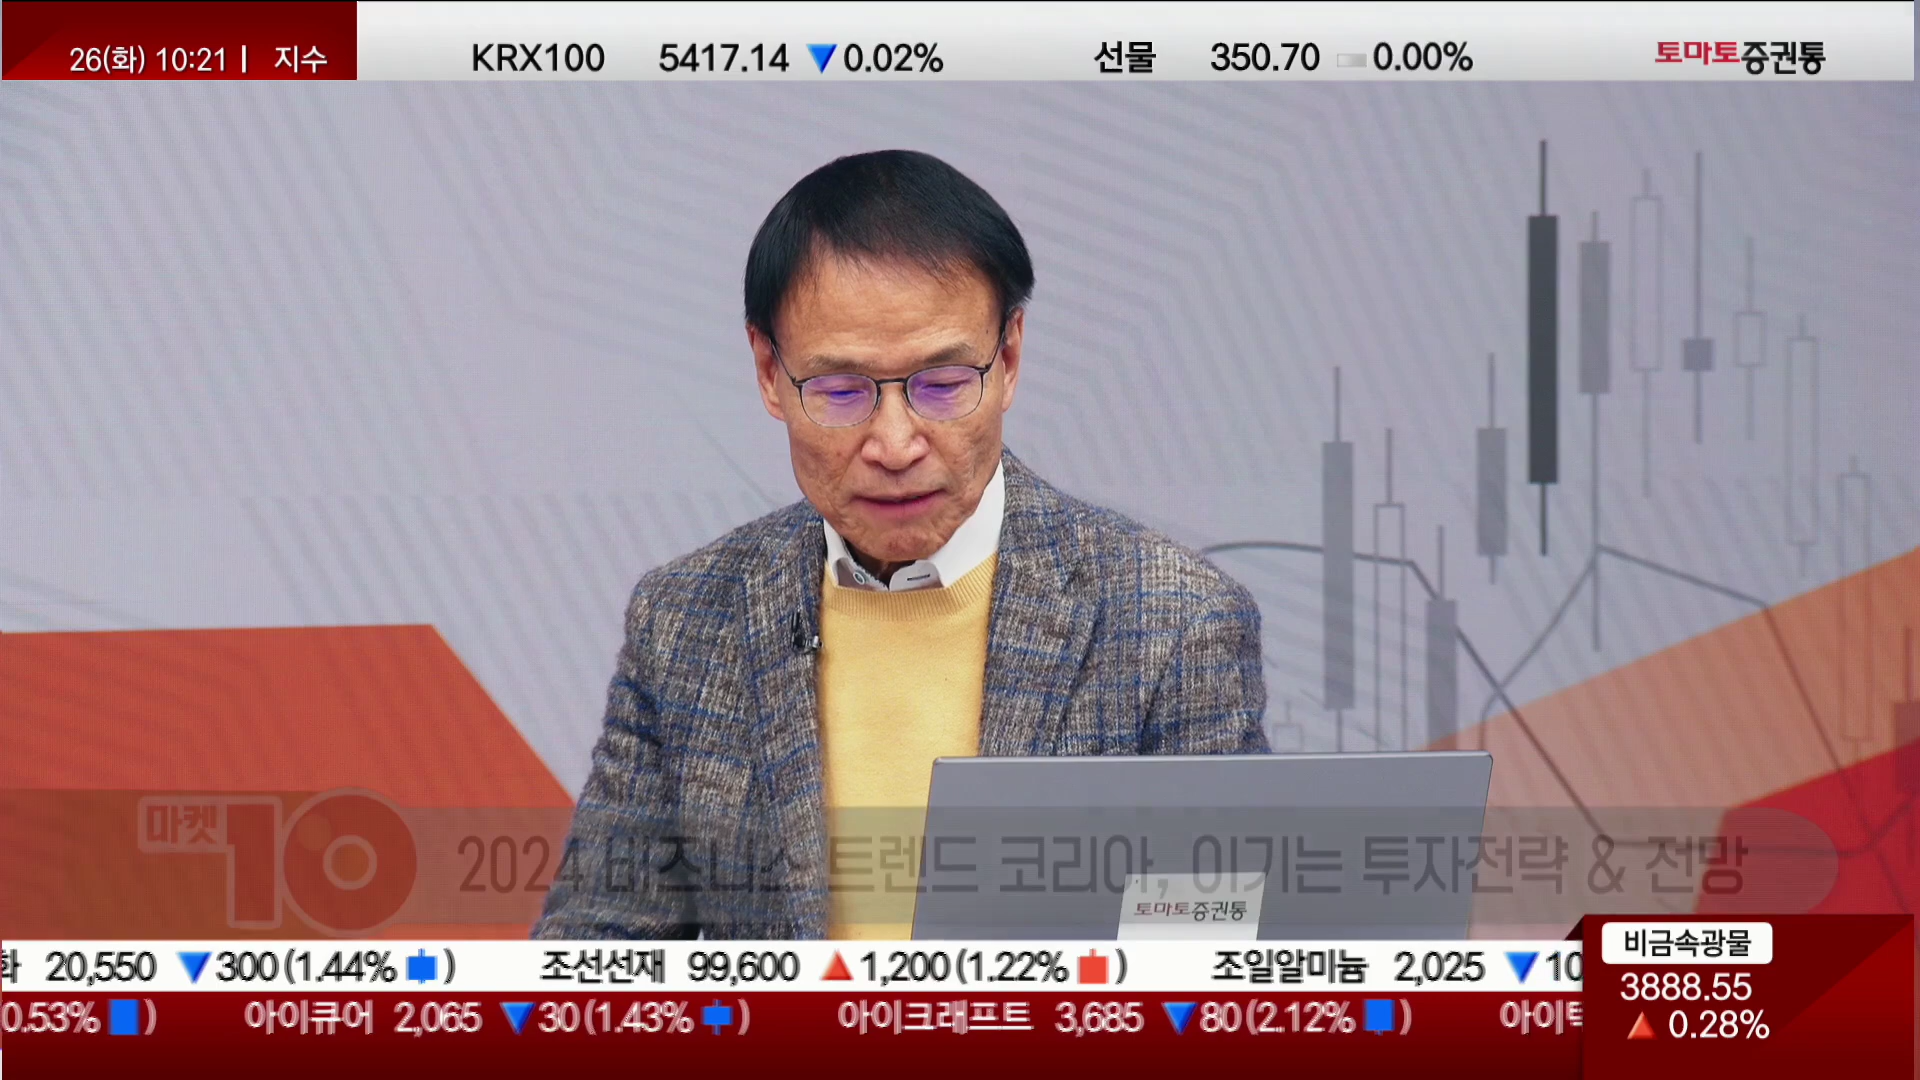 26(화) 10:21 | 지수 KRX100 5417.14 ▼0.02% 선물 350.70 0.00% 토마토증권통
마켓 10 2024 비즈니스 트렌드 코리아, 이기는 투자전략 & 전망
토마토증권통
20,550 ▼300(1.44%) 조선선재 99,600 ▲1,200(1.22%) 조일알미늄 2,025 ▼10
0.53%) 아이큐어 2,065 ▼30(1.43%) 아이크래프트 3,685 ▼80(2.12%)
비금속광물
3888.55
▲ 0.28%